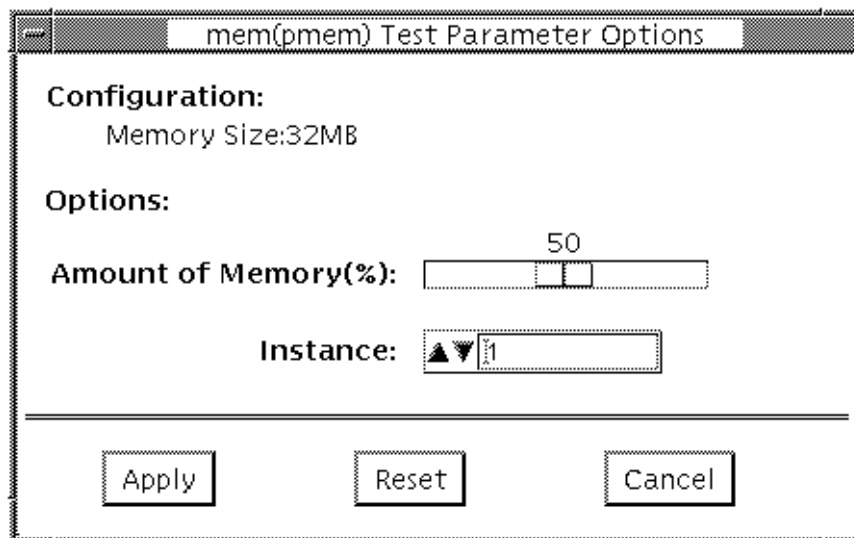 mem(pmem) Test Parameter Options
Configuration:
Memory Size:32MB
Options:
50
Amount of Memory(%):
Instance: 1
Apply Reset Cancel